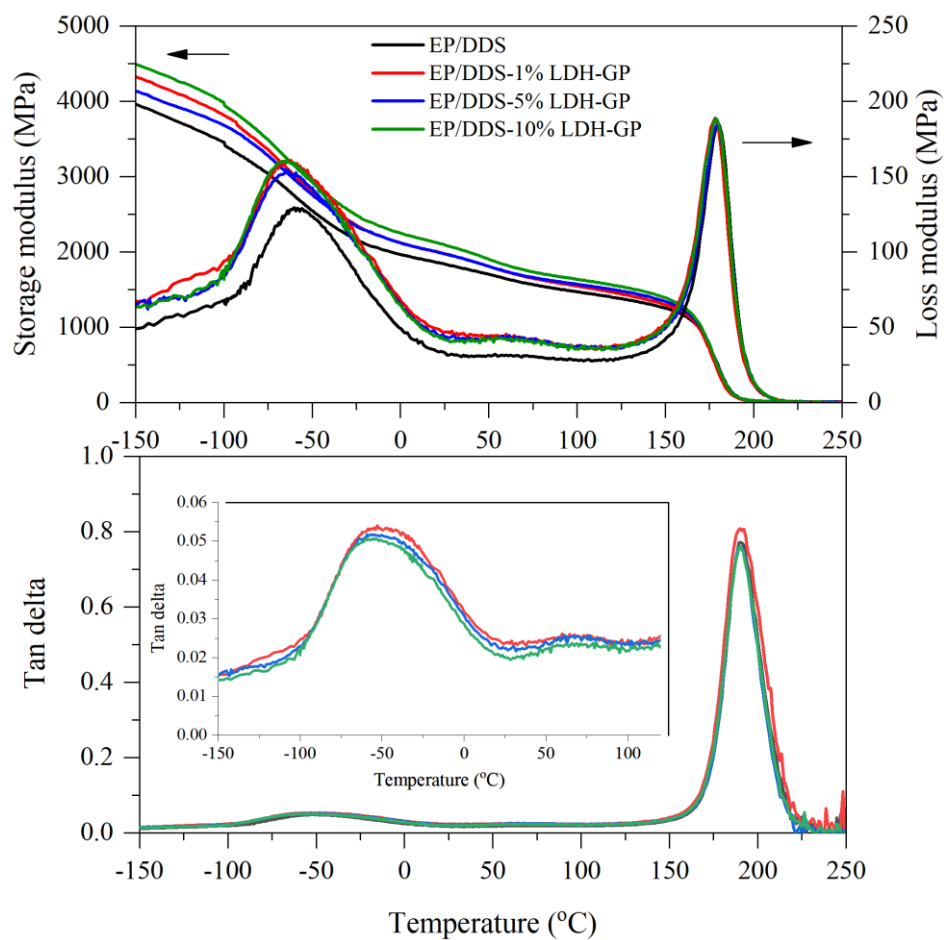 5000
4000
3000
2000
1000
0
Storage modulus (MPa)
EP/DDS
EP/DDS-1% LDH-GP
EP/DDS-5% LDH-GP
EP/DDS-10% LDH-GP
250
200
150
100
50
0
Loss modulus (MPa)
-150 -100 -50 0 50 100 150 200 250
1.0
0.8
0.6
0.4
0.2
0.0
Tan delta
0.06
0.05
0.04
0.03
0.02
0.01
0.00
Tan delta
-150 -100 -50 0 50 100
Temperature (°C)
-150 -100 -50 0 50 100 150 200 250
Temperature (°C)